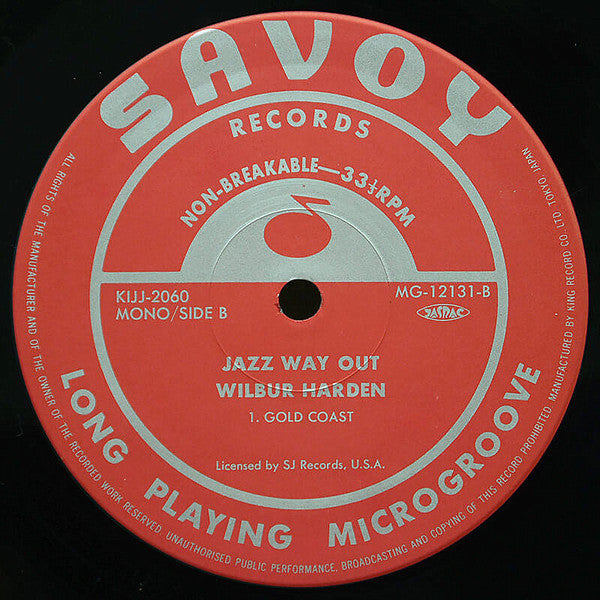 SAVOY
RECORDS
NON-BREAKABLE—33⅓RPM
KIJJ-2060
MONO/SIDE B
MG-12131-B
JASRAC
JAZZ WAY OUT
WILBUR HARDEN
1. GOLD COAST
Licensed by SJ Records, U.S.A.
LONG PLAYING MICROGROOVE
ALL RIGHTS OF THE MANUFACTURER AND OF THE OWNER OF THE RECORDED WORK RESERVED. UNAUTHORISED PUBLIC PERFORMANCE, BROADCASTING AND COPYING OF THIS RECORD PROHIBITED. MANUFACTURED BY KING RECORD CO. LTD. TOKYO JAPAN